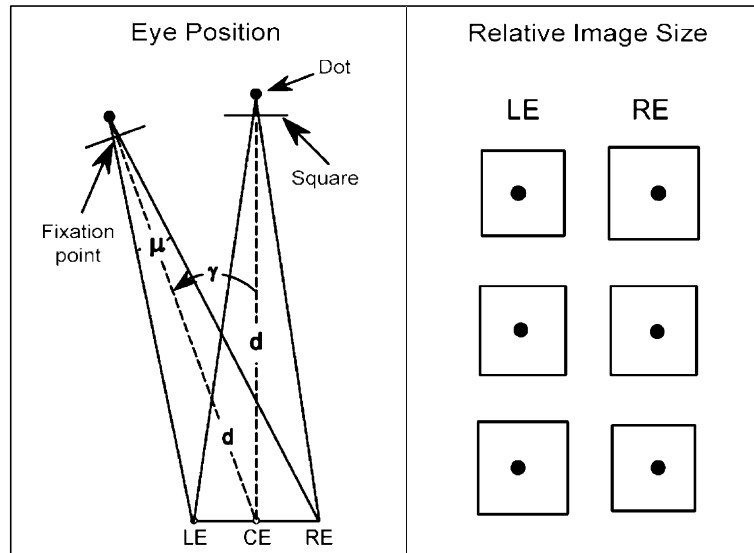 Eye Position
Dot
Square
Fixation
point
μ
γ
d
d
LE CE RE
Relative Image Size
LE RE